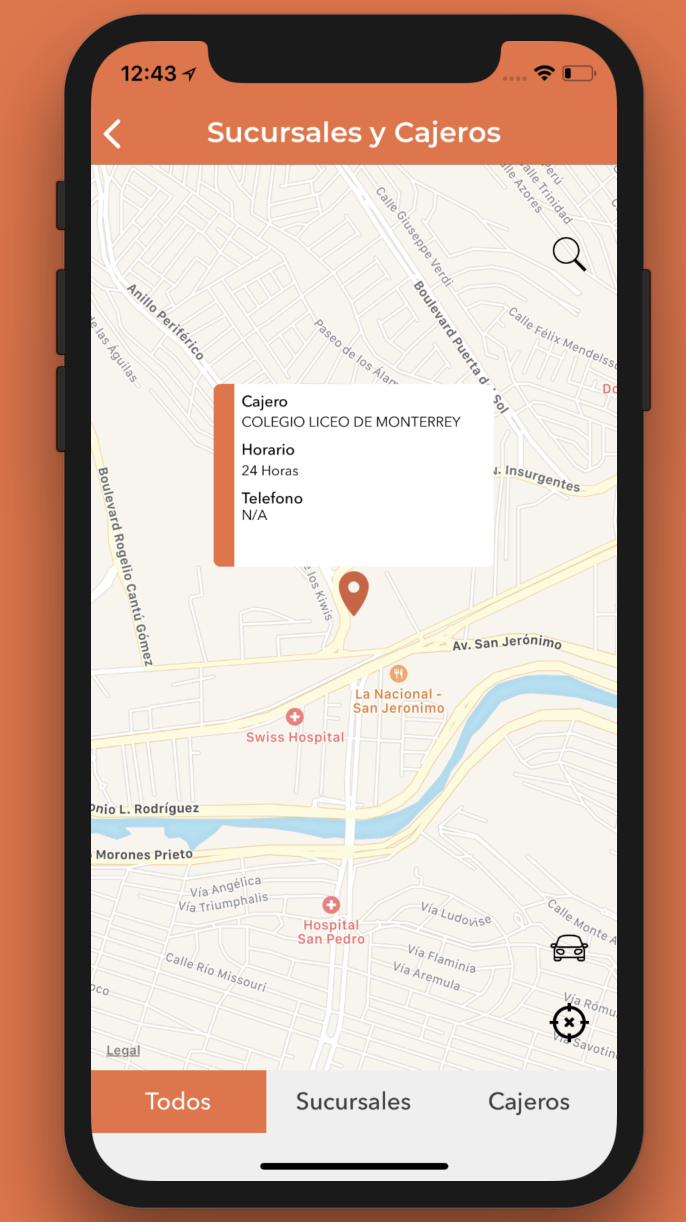 12:43
Sucursales y Cajeros
Perú
Calle Trinidad
Calle Azores
Calle Giuseppe Verdi
Anillo Periférico
Boulevard Puerta del Sol
Calle Félix Mendelss
de las Águilas
Paseo de los Álam
Do
Cajero
COLEGIO LICEO DE MONTERREY
Horario
24 Horas
Telefono
N/A
v. Insurgentes
Boulevard Rogelio Cantú Gómez
e los Kiwis
Av. San Jerónimo
La Nacional -
San Jeronimo
Swiss Hospital
onio L. Rodríguez
Morones Prieto
Vía Angélica
Vía Triumphalis
Hospital
San Pedro
Vía Ludovise
Calle Monte A
Vía Flaminia
Vía Aremula
Calle Río Missouri
oco
Vía Rómu
Vía Savotin
Legal
Todos
Sucursales
Cajeros